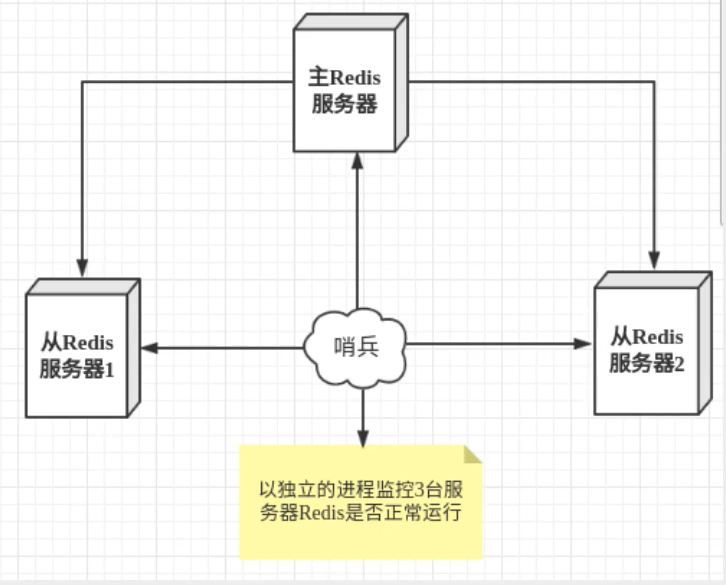 主Redis
服务器
从Redis
服务器1
哨兵
从Redis
服务器2
以独立的进程监控3台服
务器Redis是否正常运行